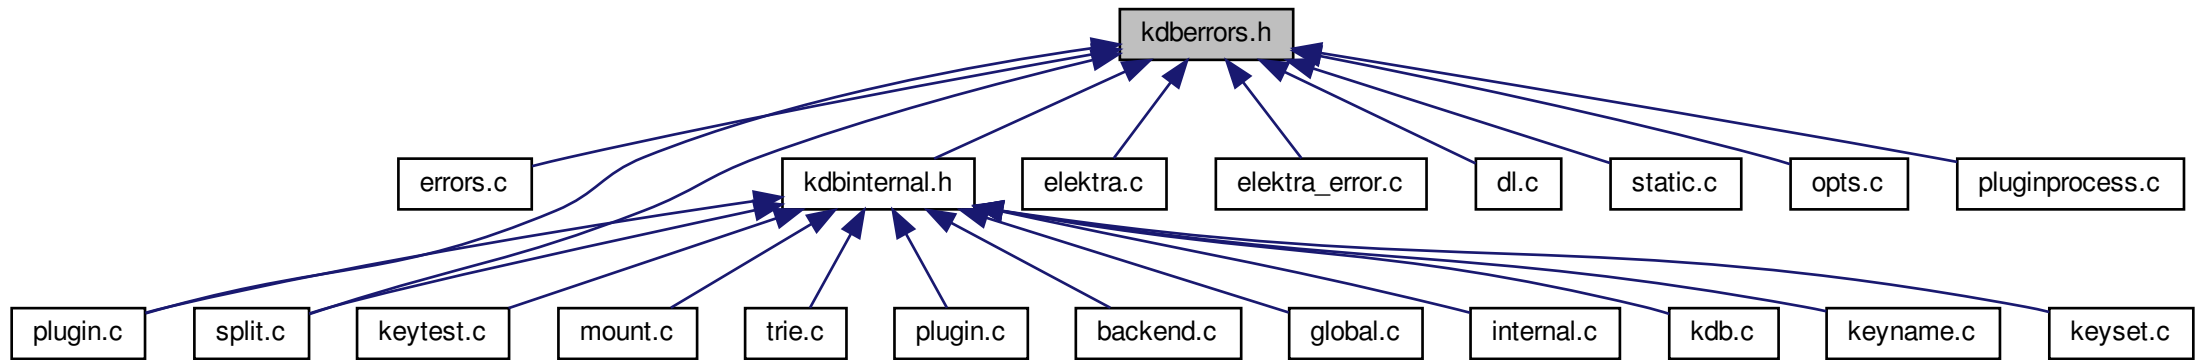 kdberrors.h
errors.c
kdbinternal.h
elektra.c
elektra_error.c
dl.c
static.c
opts.c
pluginprocess.c
plugin.c
split.c
keytest.c
mount.c
trie.c
plugin.c
backend.c
global.c
internal.c
kdb.c
keyname.c
keyset.c